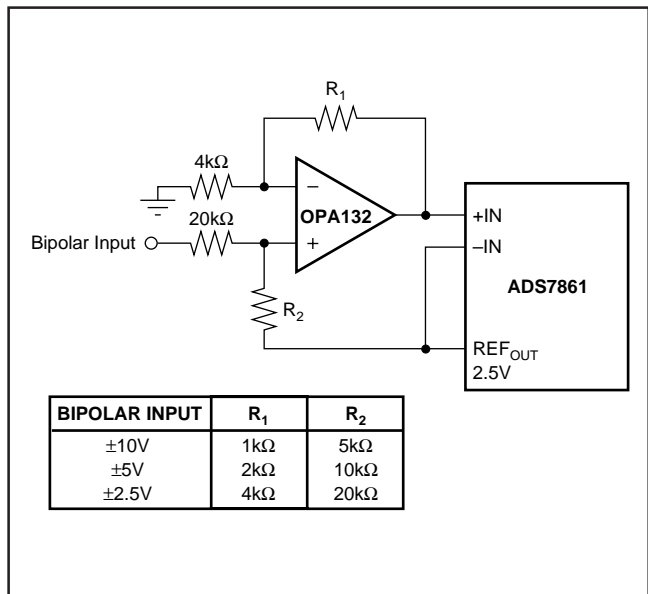 R1
4kΩ
−
OPA132
+IN
20kΩ
Bipolar Input
+
−IN
ADS7861
R2
REFOUT
2.5V
BIPOLAR INPUT R1 R2
±10V 1kΩ 5kΩ
±5V 2kΩ 10kΩ
±2.5V 4kΩ 20kΩ